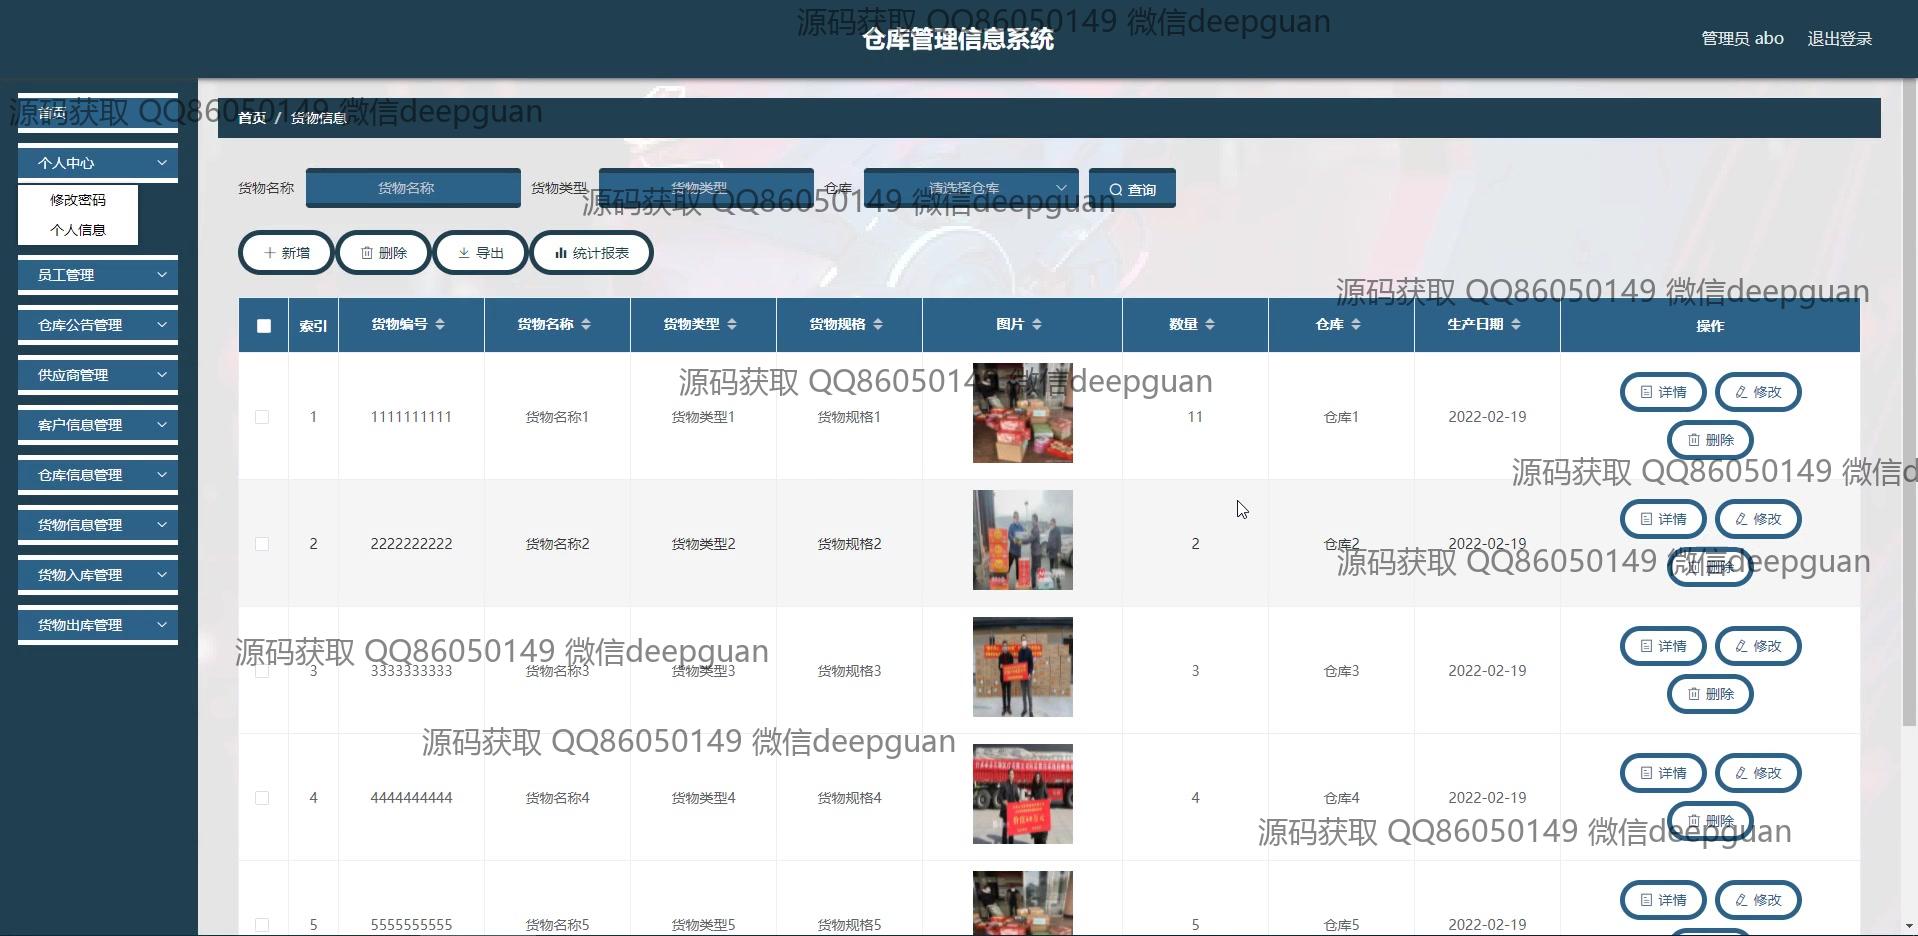 源码获取 QQ86050149 微信deepguan
仓库管理信息系统
管理员 abo 退出登录
源码获取 QQ86050149 微信deepguan
首页
首页 / 货物信息
个人中心
修改密码
个人信息
员工管理
仓库公告管理
供应商管理
客户信息管理
仓库信息管理
货物信息管理
货物入库管理
货物出库管理
货物名称 货物名称 货物类型 货物类型 仓库 请选择仓库 查询
源码获取 QQ86050149 微信deepguan
新增 删除 导出 统计报表
源码获取 QQ86050149 微信deepguan
索引 货物编号 货物名称 货物类型 货物规格 图片 数量 仓库 生产日期 操作
源码获取 QQ86050149 微信deepguan
1 1111111111 货物名称1 货物类型1 货物规格1 11 仓库1 2022-02-19 详情 修改
删除
源码获取 QQ86050149 微信d
2 2222222222 货物名称2 货物类型2 货物规格2 2 仓库2 2022-02-19 详情 修改
删除
源码获取 QQ86050149 微信deepguan
源码获取 QQ86050149 微信deepguan
3 3333333333 货物名称3 货物类型3 货物规格3 3 仓库3 2022-02-19 详情 修改
删除
源码获取 QQ86050149 微信deepguan
4 4444444444 货物名称4 货物类型4 货物规格4 4 仓库4 2022-02-19 详情 修改
删除
源码获取 QQ86050149 微信deepguan
5 5555555555 货物名称5 货物类型5 货物规格5 5 仓库5 2022-02-19 详情 修改